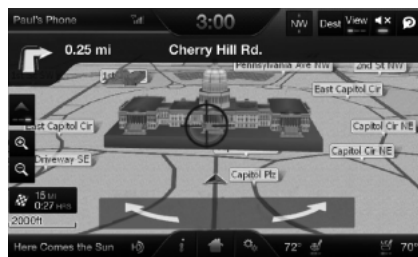 Paul's Phone 3:00 NW Dest View
0.25 mi Cherry Hill Rd.
Pennsylvania Ave NW 2nd St NW
1st
East Capitol Cir
East Capitol Cir Capitol Cir NE
Driveway SE Capitol Cir NE
Capitol Plz
15 MI
0:27 HRS
2000ft
Here Comes the Sun 72° 70°